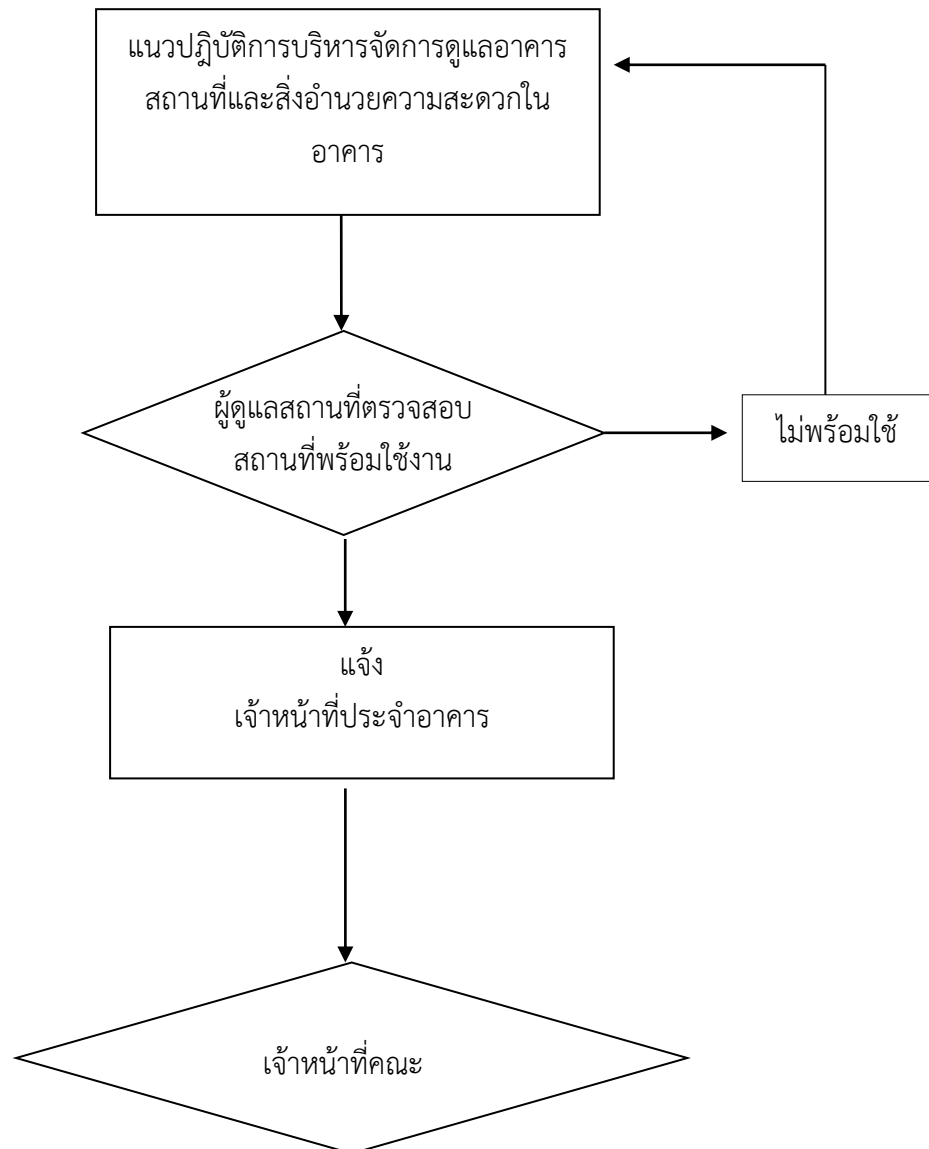 แนวปฎิบัติการบริหารจัดการดูแลอาคาร
สถานที่และสิ่งอำนวยความสะดวกใน
อาคาร
ผู้ดูแลสถานที่ตรวจสอบ
สถานที่พร้อมใช้งาน
ไม่พร้อมใช้
แจ้ง
เจ้าหน้าที่ประจำอาคาร
เจ้าหน้าที่คณะ